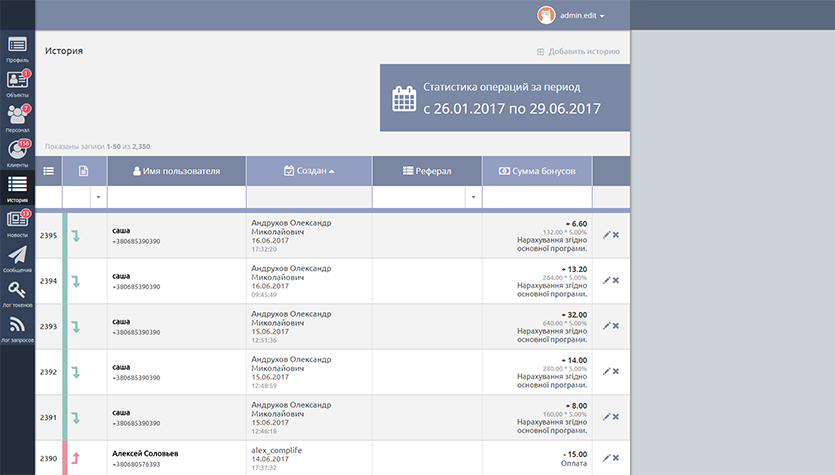 admin.edit
История
Добавить историю
Статистика операций за период
с 26.01.2017 по 29.06.2017
Показаны записи 1-50 из 2,350.
Профиль
Объекты 1
Персонал 7
Клиенты 156
История
Новости 13
Сообщения
Лог токенов
Лог запросов
Имя пользователя Создан Реферал Сумма бонусов
2395 саша +380685390390
Андрухов Олександр
Миколайович
16.06.2017
17:32:20
+ 6.60
132.00 * 5.00%
Нарахування згідно
основної програми.
2394 саша +380685390390
Андрухов Олександр
Миколайович
16.06.2017
09:45:49
+ 13.20
264.00 * 5.00%
Нарахування згідно
основної програми.
2393 саша +380685390390
Андрухов Олександр
Миколайович
15.06.2017
12:51:36
+ 32.00
640.00 * 5.00%
Нарахування згідно
основної програми.
2392 саша +380685390390
Андрухов Олександр
Миколайович
15.06.2017
12:48:59
+ 14.00
280.00 * 5.00%
Нарахування згідно
основної програми.
2391 саша +380685390390
Андрухов Олександр
Миколайович
15.06.2017
12:46:18
+ 8.00
160.00 * 5.00%
Нарахування згідно
основної програми.
2390 Алексей Соловьев +380680576393
alex_complife
14.06.2017
17:37:32
- 15.00
Оплата